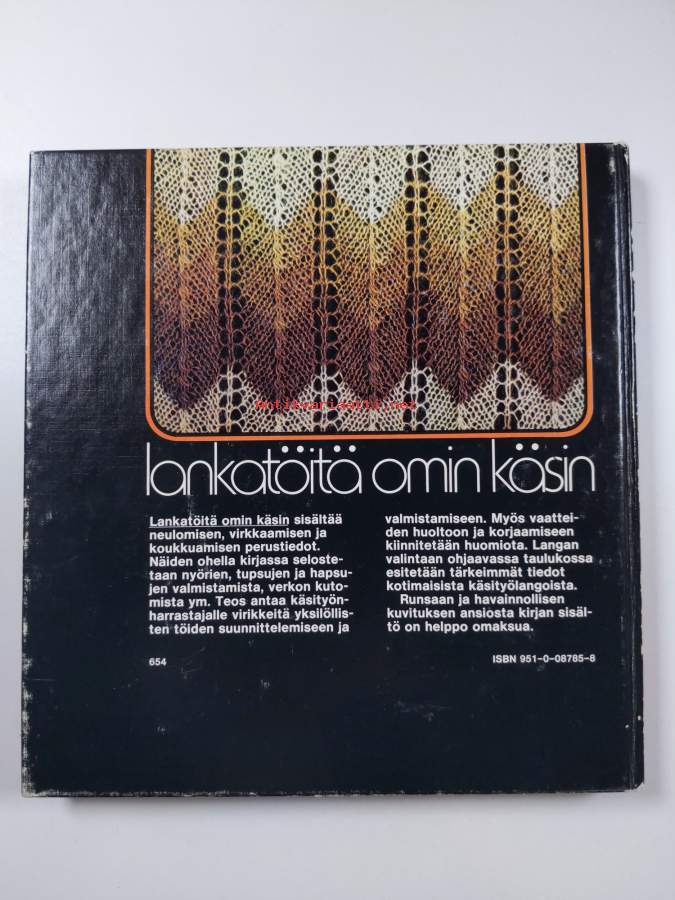 Antikvariaatti.net
lankatöitä omin käsin
Lankatöitä omin käsin sisältää
neulomisen, virkkaamisen ja
koukkuamisen perustiedot.
Näiden ohella kirjassa seloste-
taan nyörien, tupsujen ja hapsu-
jen valmistamista, verkon kuto-
mista ym. Teos antaa käsityön-
harrastajalle virikkeitä yksilöllis-
ten töiden suunnittelemiseen ja
valmistamiseen. Myös vaattei-
den huoltoon ja korjaamiseen
kiinnitetään huomiota. Langan
valintaan ohjaavassa taulukossa
esitetään tärkeimmät tiedot
kotimaisista käsityölangoista.
Runsaan ja havainnollisen
kuvituksen ansiosta kirjan sisäl-
tö on helppo omaksua.
654
ISBN 951-0-08785-8